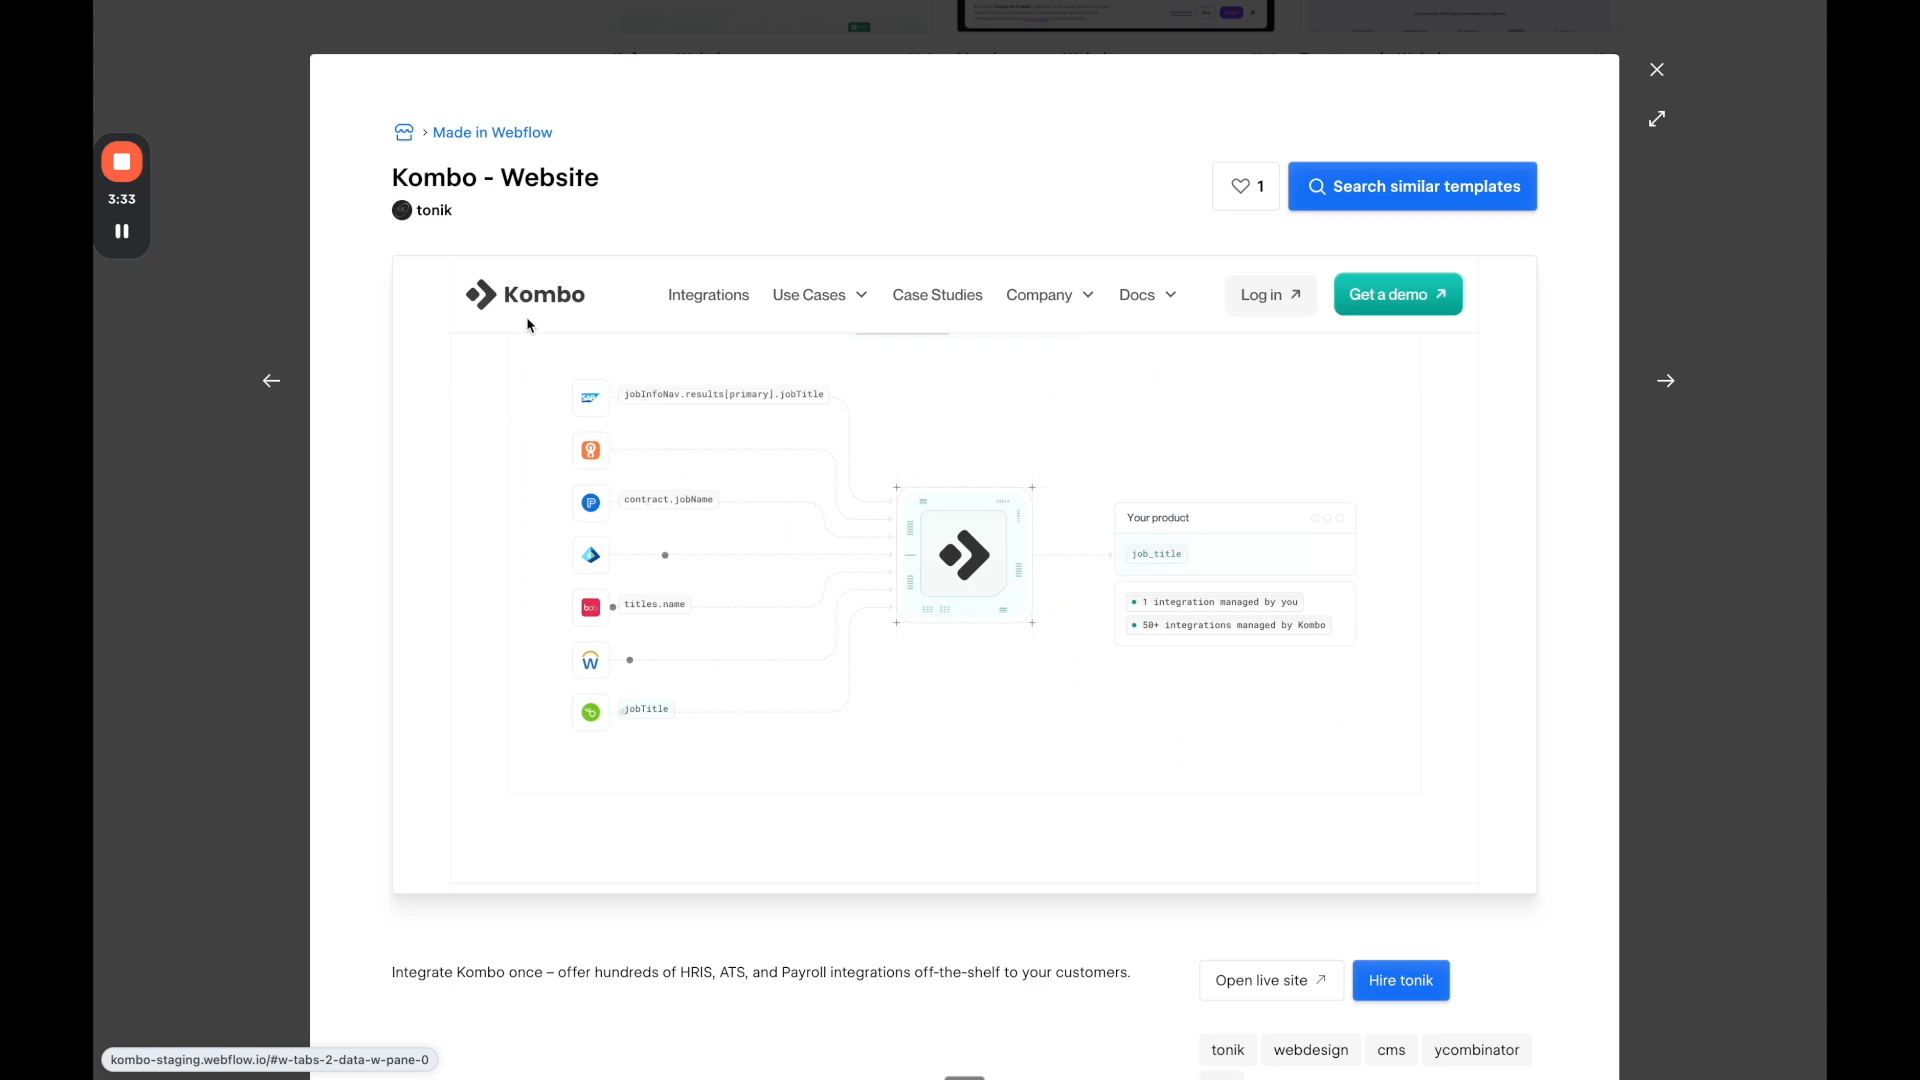 Made in Webflow
Kombo - Website
tonik
1
Search similar templates
3:33
Kombo
Integrations
Use Cases
Case Studies
Company
Docs
Log in
Get a demo
SAP
jobInfoNav.results[primary].jobTitle
contract.jobName
bob
titles.name
W
jobTitle
Your product
job_title
1 integration managed by you
50+ integrations managed by Kombo
Integrate Kombo once – offer hundreds of HRIS, ATS, and Payroll integrations off-the-shelf to your customers.
Open live site
Hire tonik
tonik
webdesign
cms
ycombinator
kombo-staging.webflow.io/#w-tabs-2-data-w-pane-0